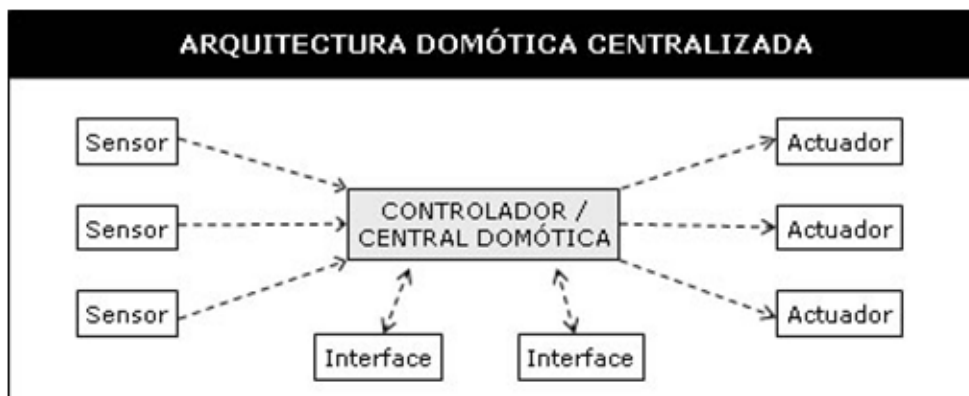 ARQUITECTURA DOMÓTICA CENTRALIZADA
Sensor
Actuador
CONTROLADOR /
CENTRAL DOMÓTICA
Sensor
Actuador
Sensor
Actuador
Interface
Interface